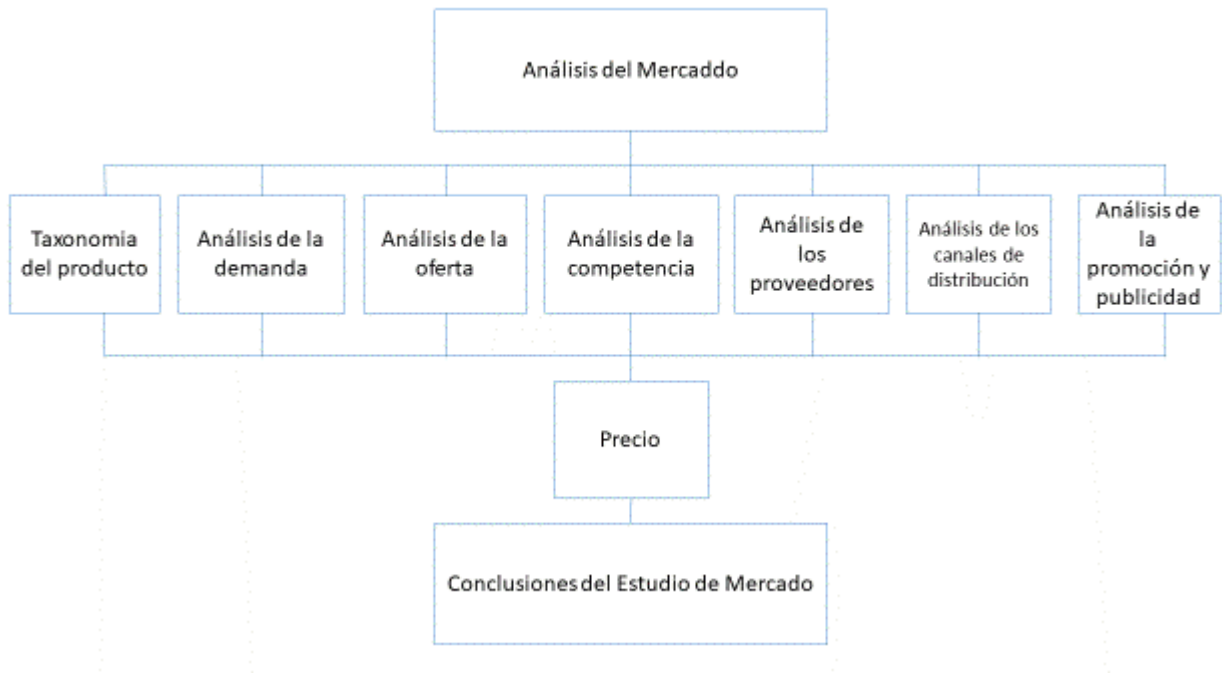 Análisis del Mercaddo
Taxonomia
del producto
Análisis de la
demanda
Análisis de la
oferta
Análisis de la
competencia
Análisis de
los
proveedores
Análisis de los
canales de
distribución
Análisis de
la
promoción y
publicidad
Precio
Conclusiones del Estudio de Mercado